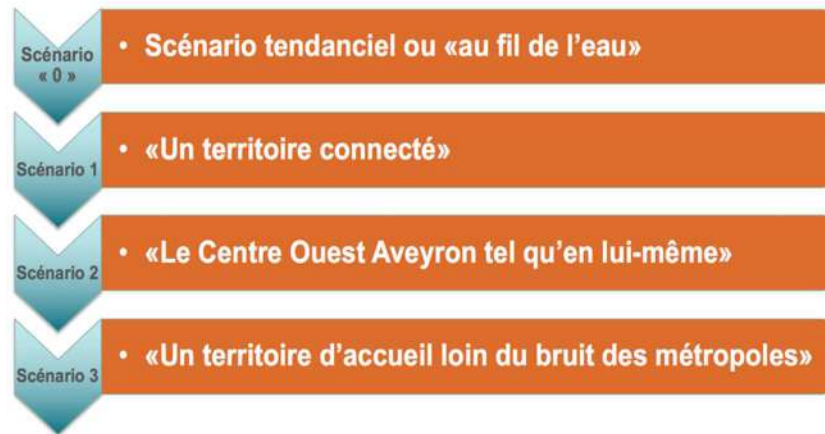 Scénario
« 0 »
• Scénario tendanciel ou «au fil de l’eau»
Scénario 1
• «Un territoire connecté»
Scénario 2
• «Le Centre Ouest Aveyron tel qu’en lui-même»
Scénario 3
• «Un territoire d’accueil loin du bruit des métropoles»